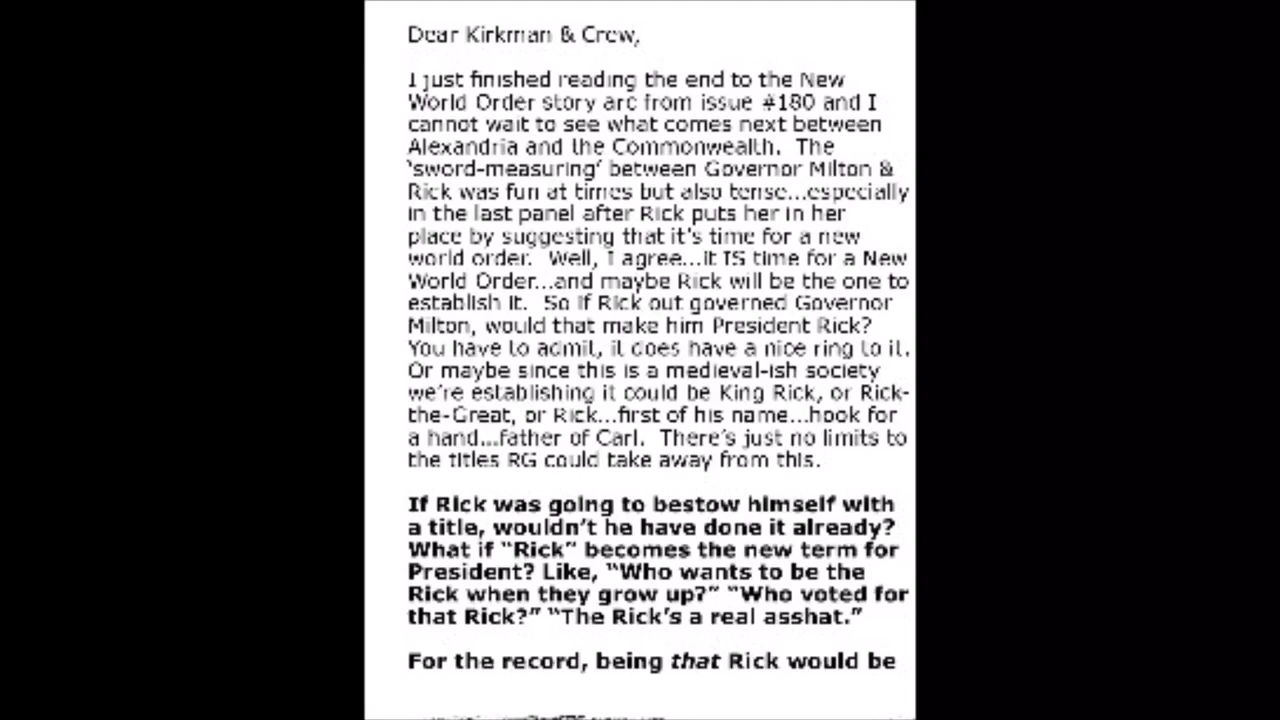 Dear Kirkman & Crew,
I just finished reading the end to the New
World Order story arc from issue #180 and I
cannot wait to see what comes next between
Alexandria and the Commonwealth.  The
‘sword-measuring’ between Governor Milton &
Rick was fun at times but also tense...especially
in the last panel after Rick puts her in her
place by suggesting that it’s time for a new
world order.  Well, I agree...it IS time for a New
World Order...and maybe Rick will be the one to
establish it.  So if Rick out governed Governor
Milton, would that make him President Rick?
You have to admit, it does have a nice ring to it.
Or maybe since this is a medieval-ish society
we’re establishing it could be King Rick, or Rick-
the-Great, or Rick...first of his name...hook for
a hand...father of Carl.  There’s just no limits to
the titles RG could take away from this.
If Rick was going to bestow himself with
a title, wouldn’t he have done it already?
What if “Rick” becomes the new term for
President? Like, “Who wants to be the
Rick when they grow up?” “Who voted for
that Rick?” “The Rick’s a real asshat.”
For the record, being that Rick would be